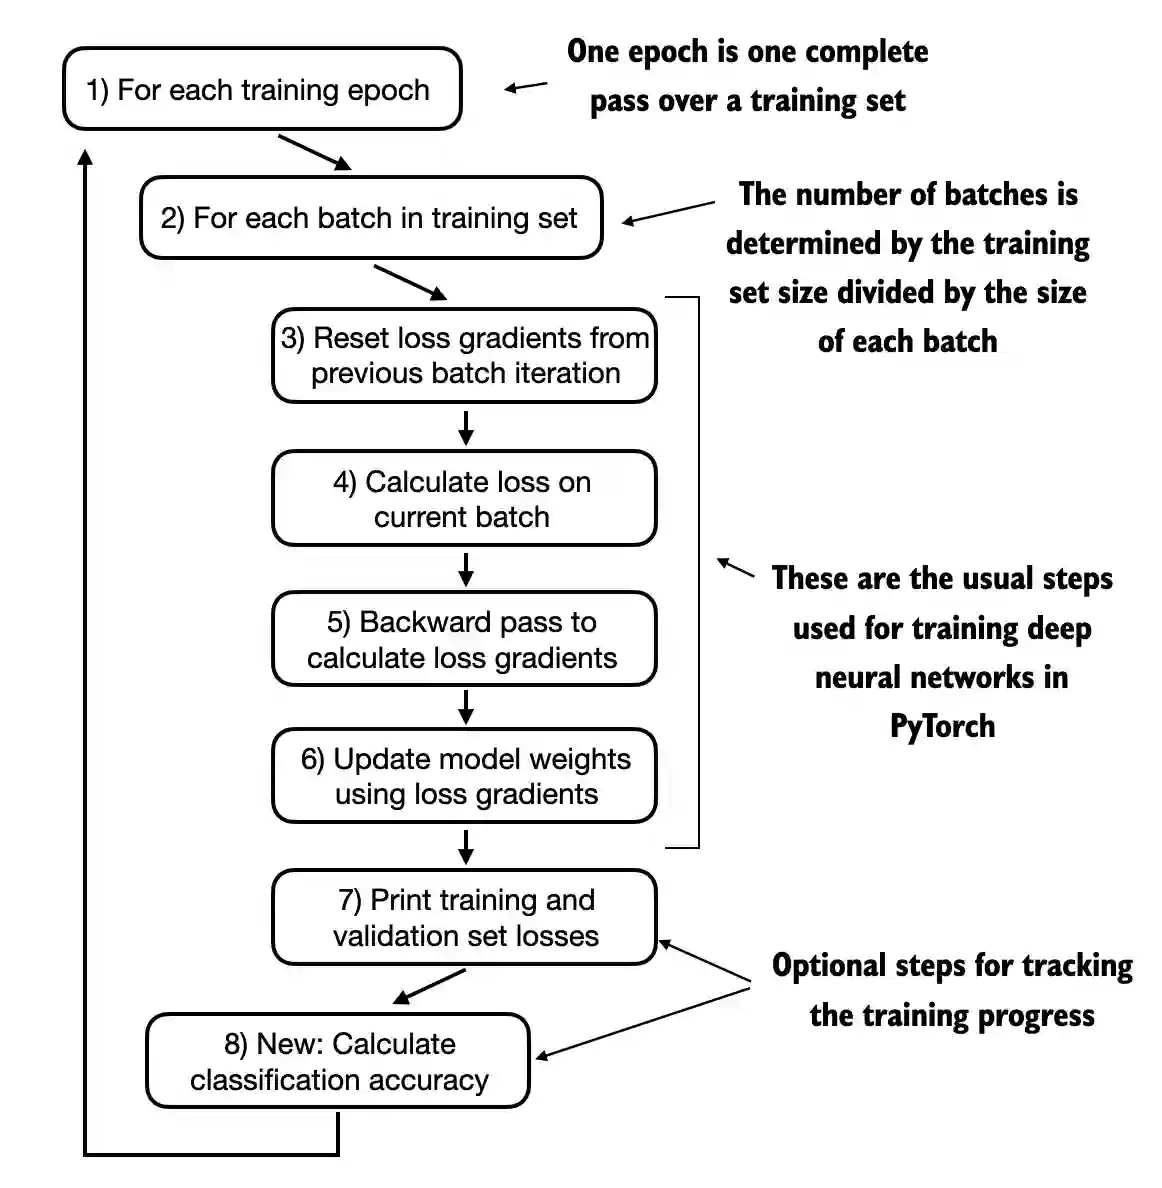 One epoch is one complete
pass over a training set
1) For each training epoch
The number of batches is
determined by the training
set size divided by the size
of each batch
2) For each batch in training set
3) Reset loss gradients from
previous batch iteration
4) Calculate loss on
current batch
5) Backward pass to
calculate loss gradients
These are the usual steps
used for training deep
neural networks in
PyTorch
6) Update model weights
using loss gradients
7) Print training and
validation set losses
Optional steps for tracking
the training progress
8) New: Calculate
classification accuracy